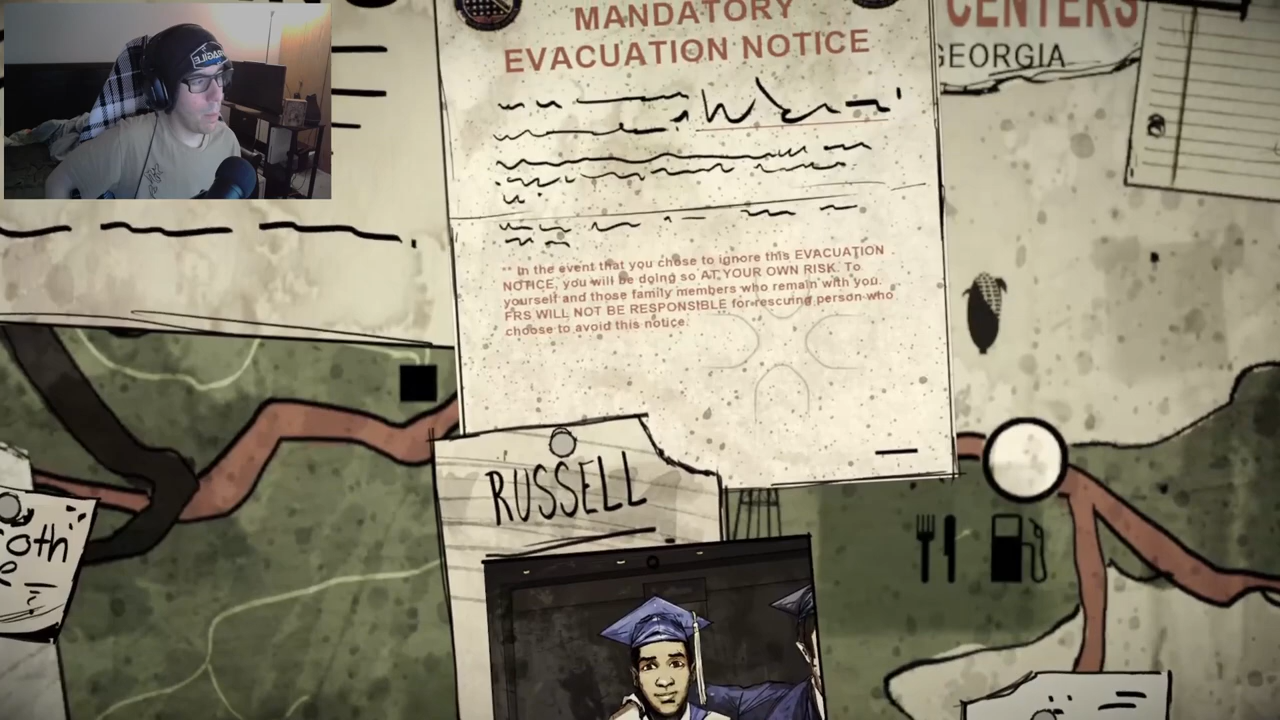 MANDATORY
EVACUATION NOTICE
CENTERS
GEORGIA
** In the event that you chose to ignore this EVACUATION
NOTICE, you will be doing so AT YOUR OWN RISK. To
yourself and those family members who remain with you.
FRS WILL NOT BE RESPONSIBLE for rescuing person who
choose to avoid this notice.
RUSSELL
oth